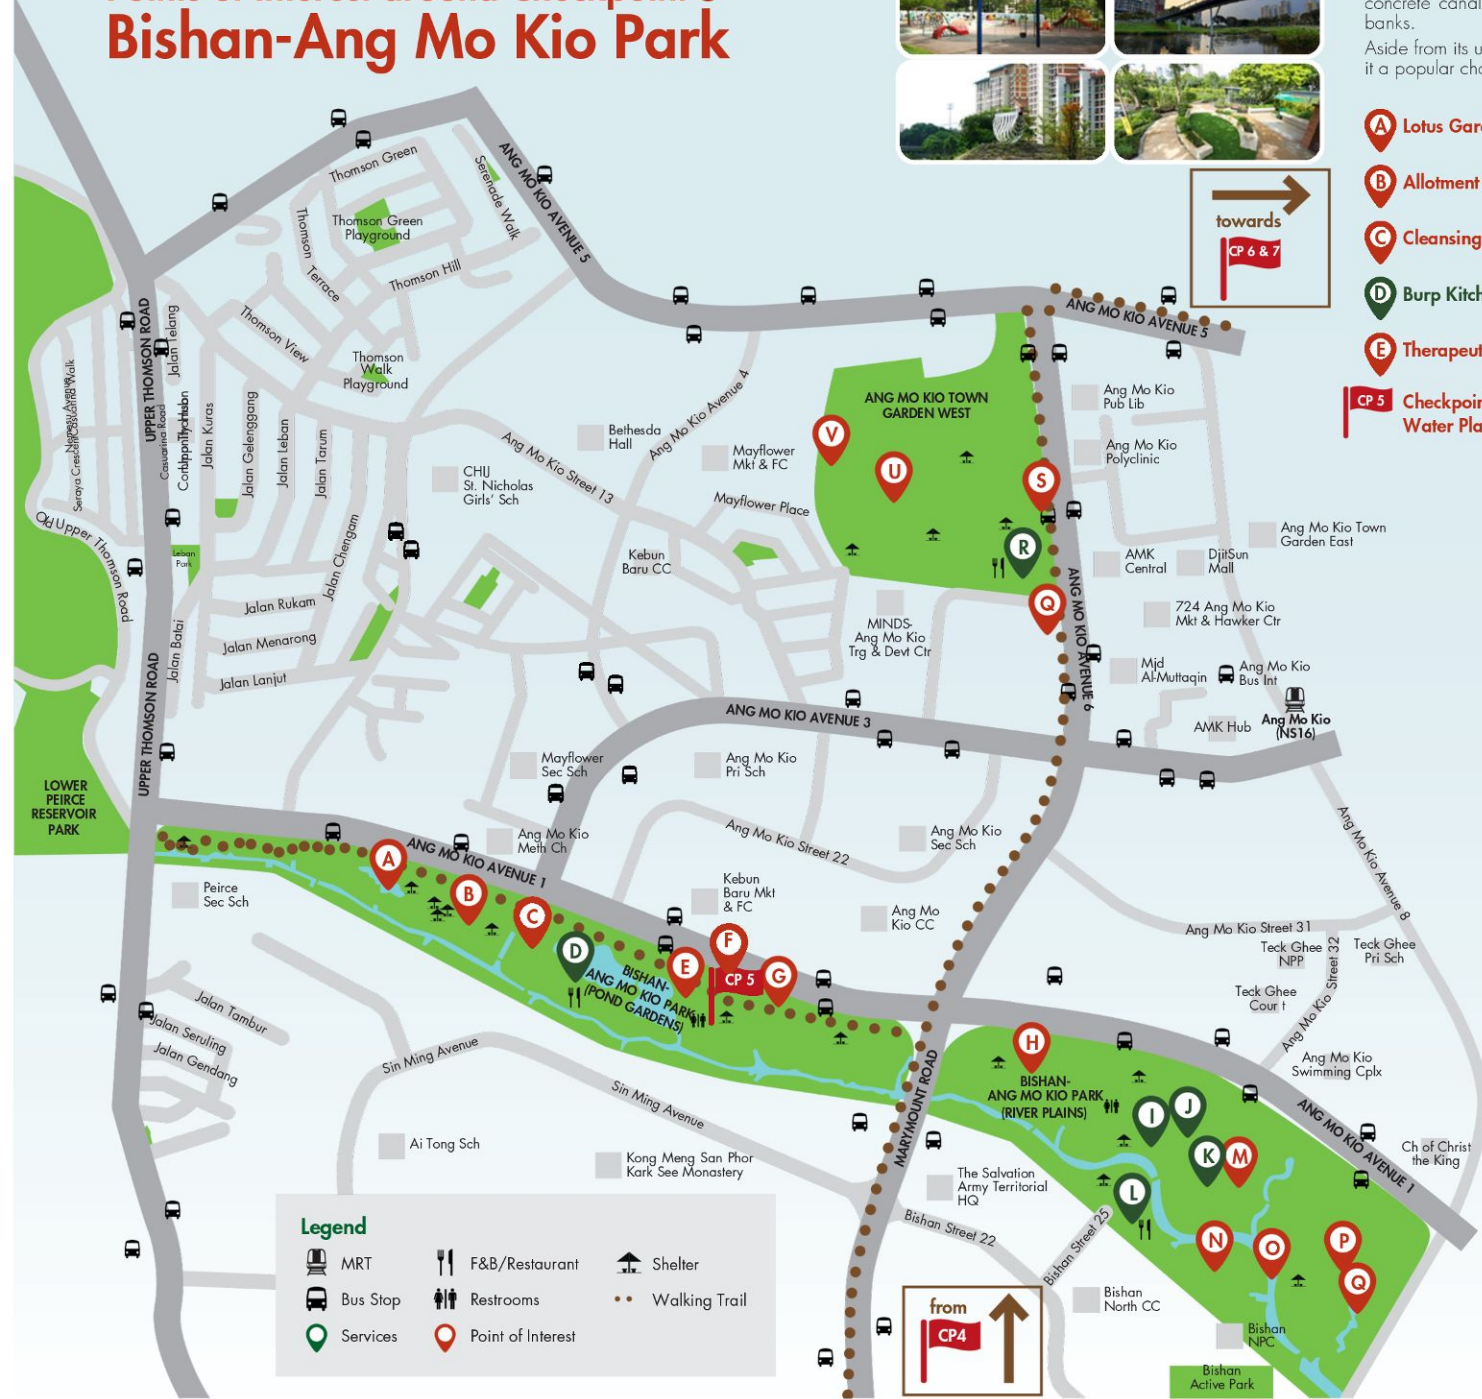 Bishan-Ang Mo Kio Park
concrete canal
banks.
Aside from its u
it a popular cho
A Lotus Gar
B Allotment
C Cleansing
D Burp Kitch
E Therapeut
CP 5 Checkpoin
Water Pla
towards
CP 6 & 7
Thomson Green
Serenade Walk
ANG MO KIO AVENUE 5
Thomson Green
Playground
Thomson Terrace
Thomson Hill
Thomson View
Thomson
Walk
Playground
UPPER THOMSON ROAD
Jalan Telang
Casuarina Road
Jalan Kuras
Jalan Gelenggang
Jalan Leban
Jalan Tarum
Jalan Chengam
Old Upper Thomson Road
Leban
Park
Jalan Rukam
Jalan Menarong
Jalan Lanjut
Jalan Batai
UPPER THOMSON ROAD
LOWER
PEIRCE
RESERVOIR
PARK
CHIJ
St. Nicholas
Girls' Sch
Ang Mo Kio Street 13
Bethesda
Hall
Ang Mo Kio Avenue 4
Mayflower
Mkt & FC
Mayflower Place
Kebun
Baru CC
ANG MO KIO AVENUE 5
ANG MO KIO TOWN
GARDEN WEST
V
U
S
R
Q
Ang Mo Kio
Pub Lib
Ang Mo Kio
Polyclinic
Ang Mo Kio Town
Garden East
AMK
Central
DjitSun
Mall
724 Ang Mo Kio
Mkt & Hawker Ctr
ANG MO KIO AVENUE 6
MINDS-
Ang Mo Kio
Trg & Devt Ctr
Mjd
Al-Muttaqin
Ang Mo Kio
Bus Int
AMK Hub
Ang Mo Kio
(NS16)
ANG MO KIO AVENUE 3
Mayflower
Sec Sch
Ang Mo Kio
Pri Sch
Ang Mo Kio
Meth Ch
Ang Mo Kio Street 22
Ang Mo Kio
Sec Sch
Ang Mo Kio Avenue 8
ANG MO KIO AVENUE 1
Kebun
Baru Mkt
& FC
Ang Mo
Kio CC
Ang Mo Kio Street 31
Teck Ghee
NPP
Ang Mo Kio Street 32
Teck Ghee
Pri Sch
Teck Ghee
Cour t
Ang Mo Kio
Swimming Cplx
Peirce
Sec Sch
A
B
C
D
E
F
G
CP 5
BISHAN-
ANG MO KIO PARK
(POND GARDENS)
Jalan Tambur
Jalan Seruling
Jalan Gendang
Sin Ming Avenue
Sin Ming Avenue
MARYMOUNT ROAD
H
BISHAN-
ANG MO KIO PARK
(RIVER PLAINS)
I
J
K
M
L
N
O
P
Q
ANG MO KIO AVENUE 1
Ch of Christ
the King
Ai Tong Sch
Kong Meng San Phor
Kark See Monastery
The Salvation
Army Territorial
HQ
Bishan Street 22
Bishan Street 25
Bishan
North CC
Bishan
NPC
Bishan
Active Park
Legend
MRT
F&B/Restaurant
Shelter
Bus Stop
Restrooms
Walking Trail
Services
Point of Interest
from
CP4